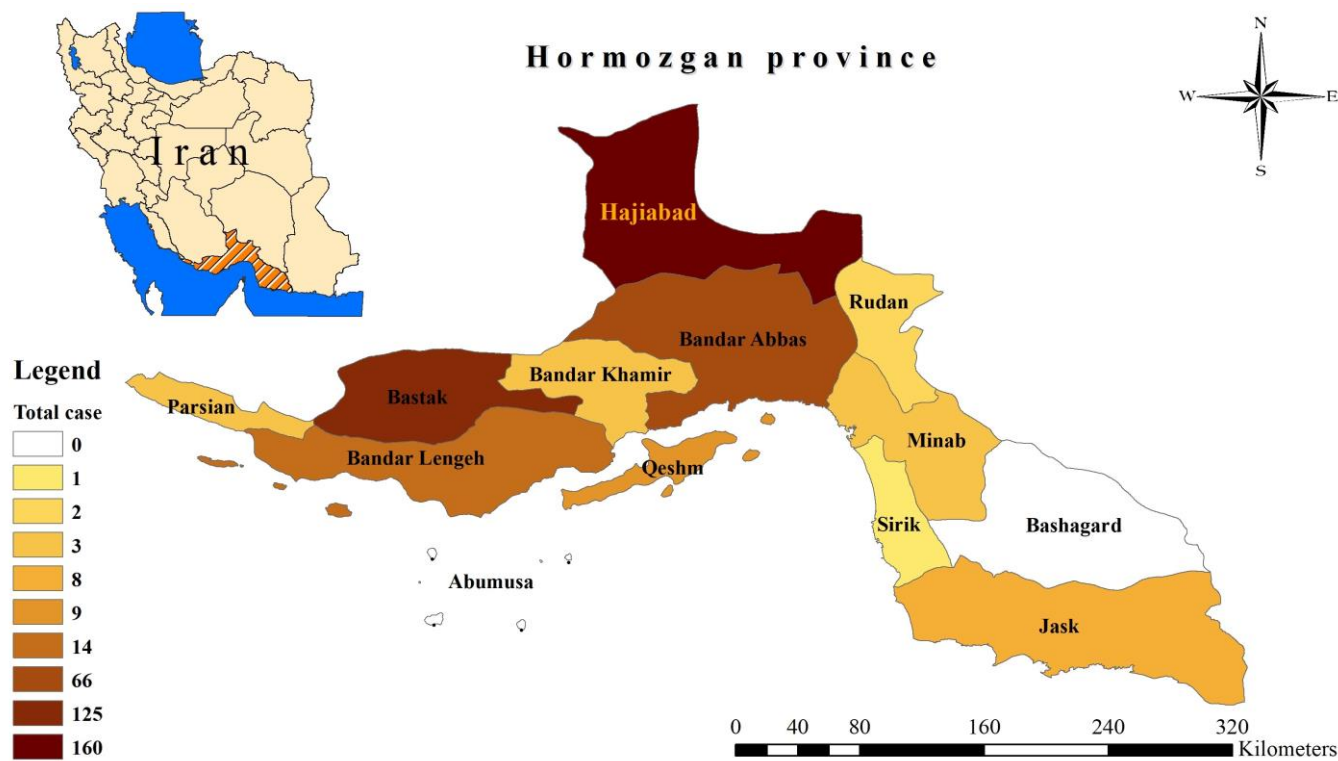 Hormozgan province
N
W
E
S
Iran
Hajiabad
Rudan
Bandar Abbas
Bandar Khamir
Bastak
Parsian
Minab
Bandar Lengeh
Qeshm
Sirik
Bashagard
Abumusa
Jask
Legend
Total case
0
1
2
3
8
9
14
66
125
160
0 40 80 160 240 320
Kilometers